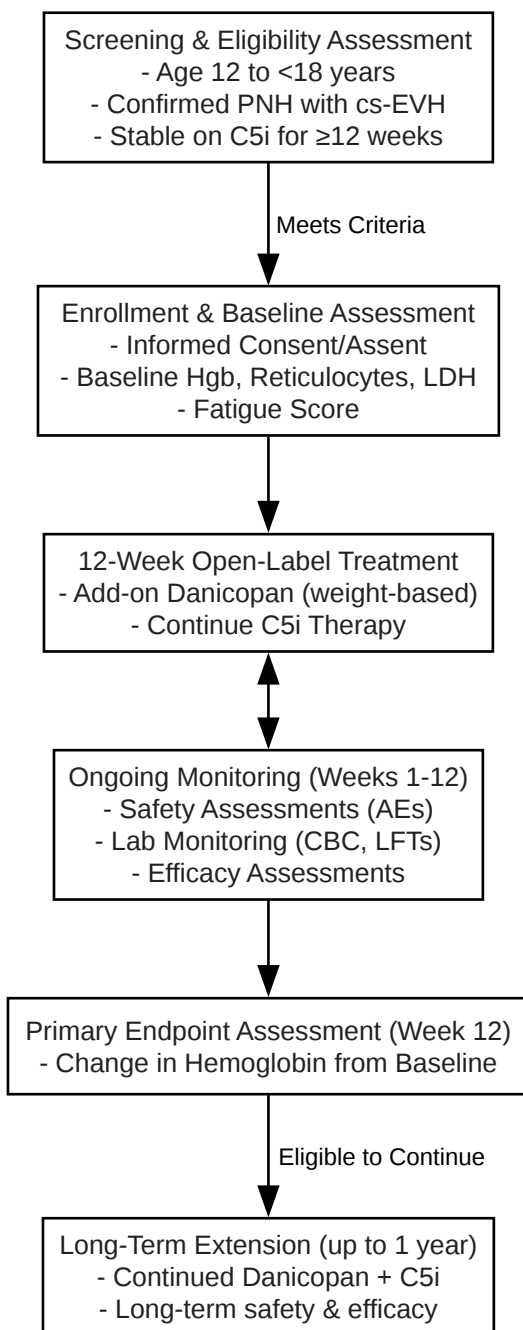 Screening & Eligibility Assessment
- Age 12 to <18 years
- Confirmed PNH with cs-EVH
- Stable on C5i for ≥12 weeks
Meets Criteria
Enrollment & Baseline Assessment
- Informed Consent/Assent
- Baseline Hgb, Reticulocytes, LDH
- Fatigue Score
12-Week Open-Label Treatment
- Add-on Danicopan (weight-based)
- Continue C5i Therapy
Ongoing Monitoring (Weeks 1-12)
- Safety Assessments (AEs)
- Lab Monitoring (CBC, LFTs)
- Efficacy Assessments
Primary Endpoint Assessment (Week 12)
- Change in Hemoglobin from Baseline
Eligible to Continue
Long-Term Extension (up to 1 year)
- Continued Danicopan + C5i
- Long-term safety & efficacy